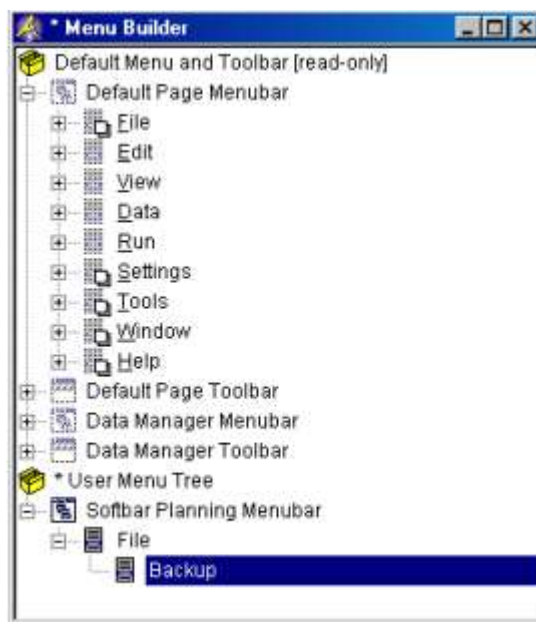 * Menu Builder
Default Menu and Toolbar [read-only]
Default Page Menubar
File
Edit
View
Data
Run
Settings
Tools
Window
Help
Default Page Toolbar
Data Manager Menubar
Data Manager Toolbar
* User Menu Tree
Softbar Planning Menubar
File
Backup